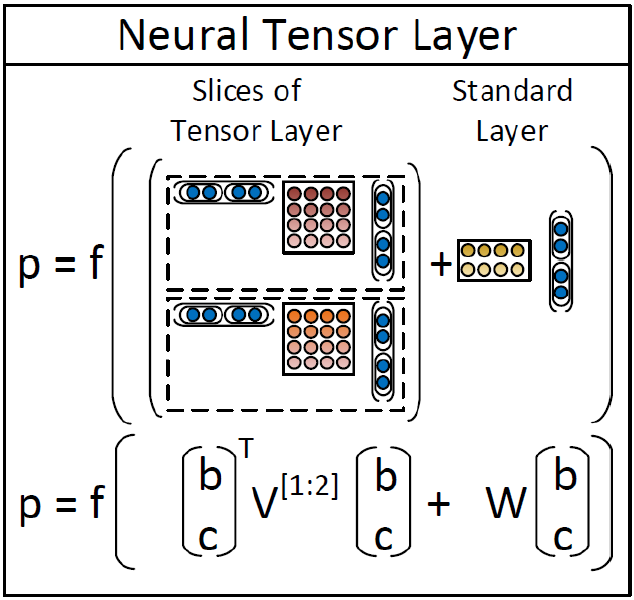 Neural Tensor Layer
Slices of
Tensor Layer
Standard
Layer
p = f
+
p = f ( [b c]^T V^[1:2] [b c] + W [b c] )